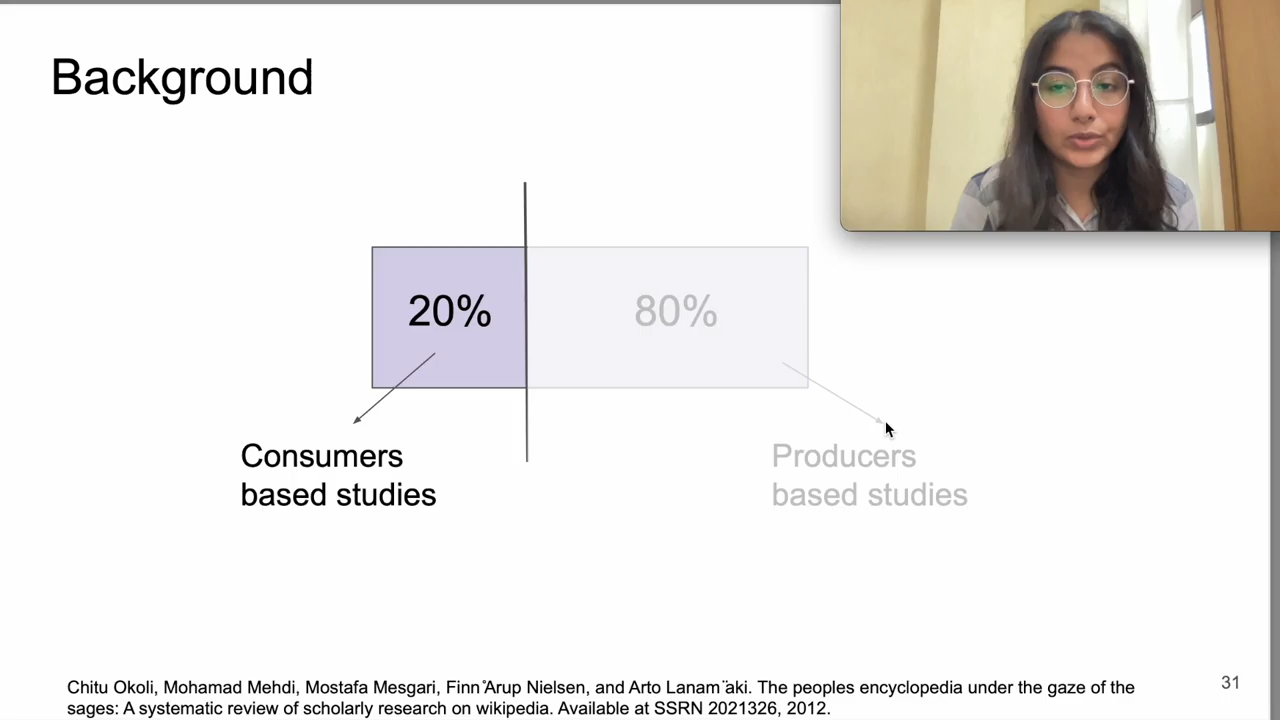 Background
20%
80%
Consumers
based studies
Producers
based studies
Chitu Okoli, Mohamad Mehdi, Mostafa Mesgari, Finn ̊Arup Nielsen, and Arto Lanam ̈aki. The peoples encyclopedia under the gaze of the
sages: A systematic review of scholarly research on wikipedia. Available at SSRN 2021326, 2012.
31